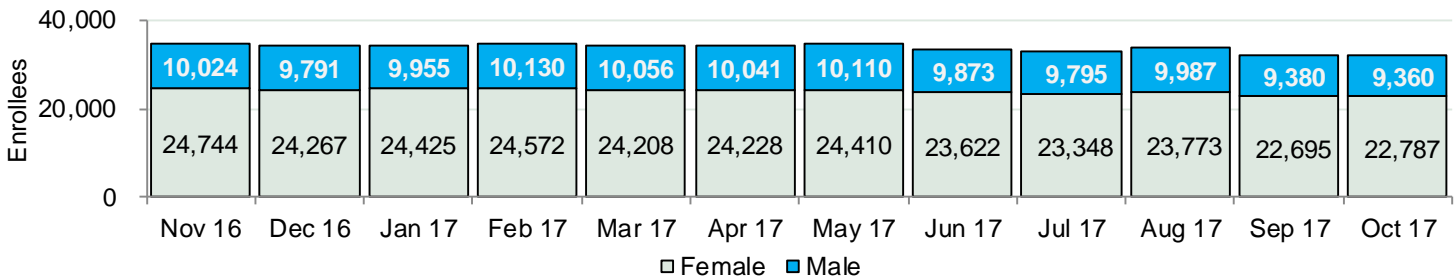 40,000
20,000
0
Enrollees
10,024 9,791 9,955 10,130 10,056 10,041 10,110 9,873 9,795 9,987 9,380 9,360
24,744 24,267 24,425 24,572 24,208 24,228 24,410 23,622 23,348 23,773 22,695 22,787
Nov 16 Dec 16 Jan 17 Feb 17 Mar 17 Apr 17 May 17 Jun 17 Jul 17 Aug 17 Sep 17 Oct 17
Female Male